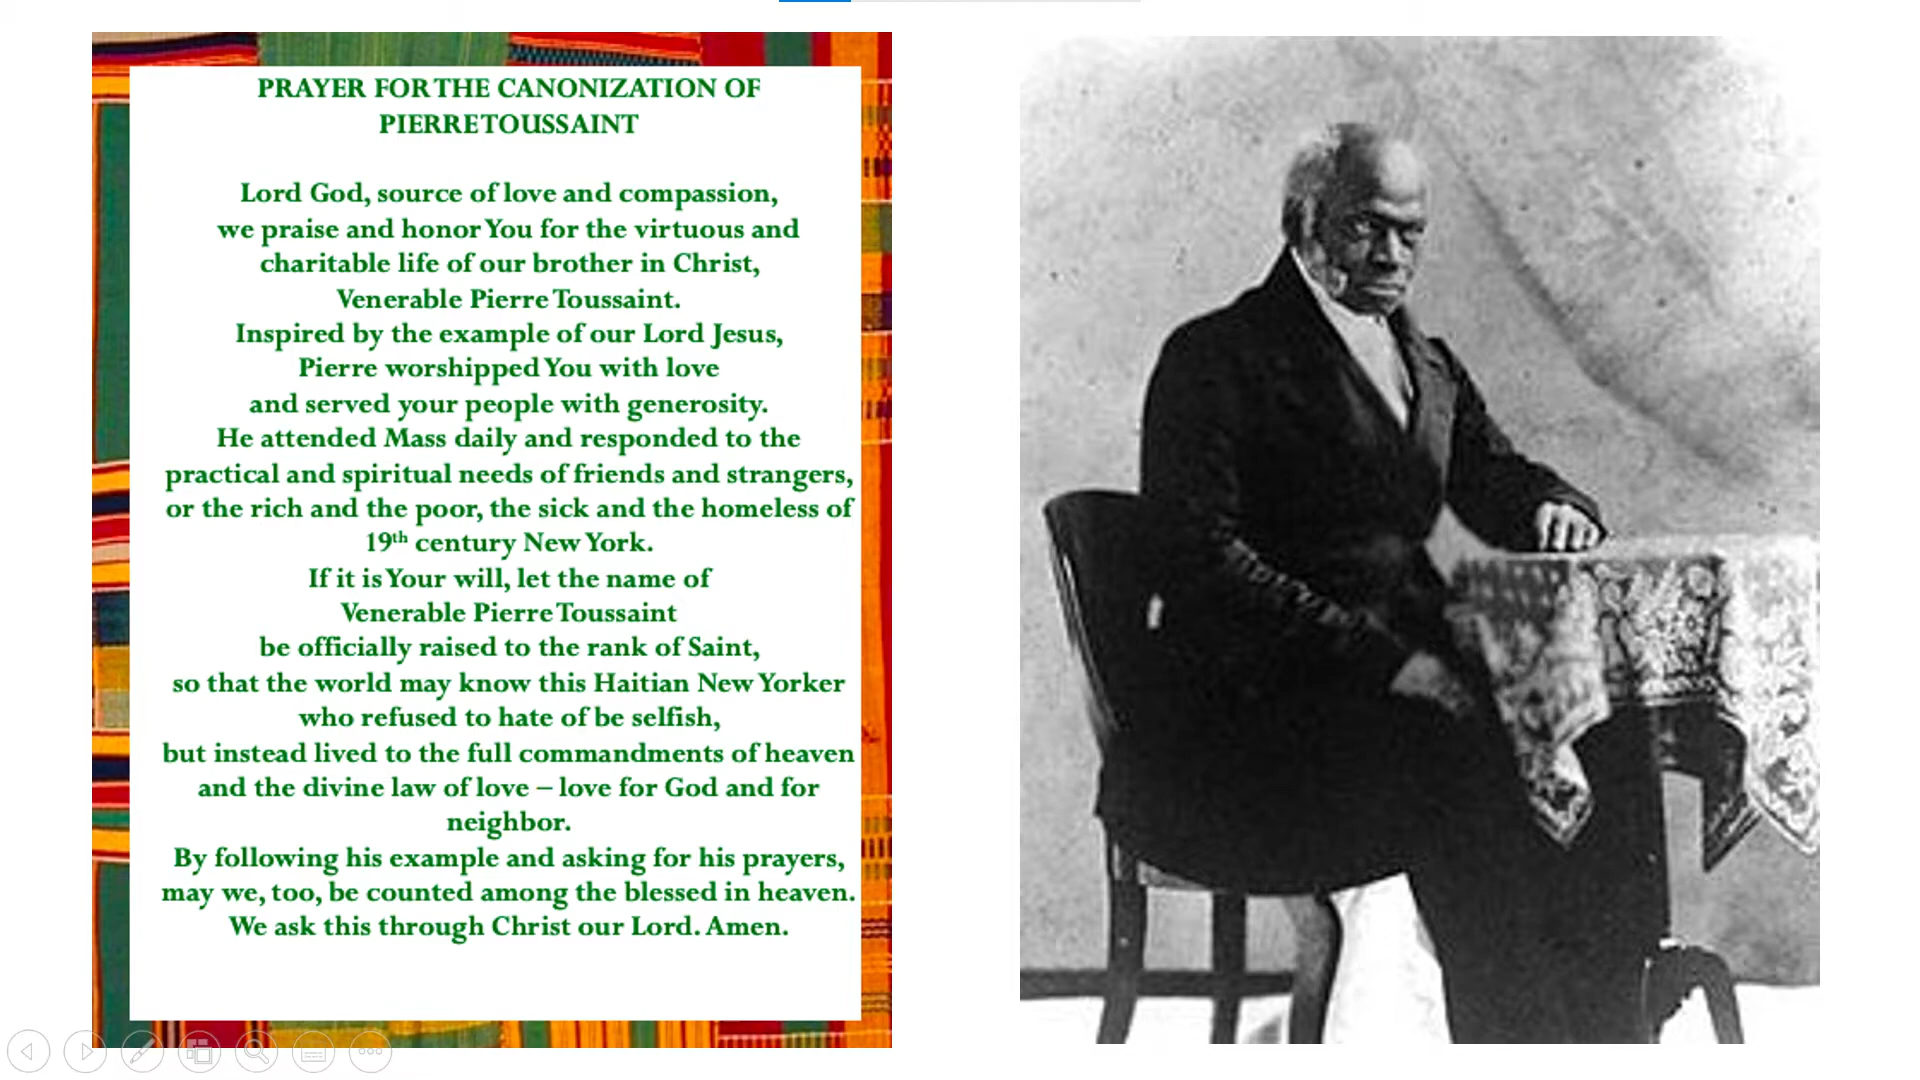 PRAYER FOR THE CANONIZATION OF
PIERRE TOUSSAINT
Lord God, source of love and compassion,
we praise and honor You for the virtuous and
charitable life of our brother in Christ,
Venerable Pierre Toussaint.
Inspired by the example of our Lord Jesus,
Pierre worshipped You with love
and served your people with generosity.
He attended Mass daily and responded to the
practical and spiritual needs of friends and strangers,
or the rich and the poor, the sick and the homeless of
19th century New York.
If it is Your will, let the name of
Venerable Pierre Toussaint
be officially raised to the rank of Saint,
so that the world may know this Haitian New Yorker
who refused to hate of be selfish,
but instead lived to the full commandments of heaven
and the divine law of love – love for God and for
neighbor.
By following his example and asking for his prayers,
may we, too, be counted among the blessed in heaven.
We ask this through Christ our Lord. Amen.